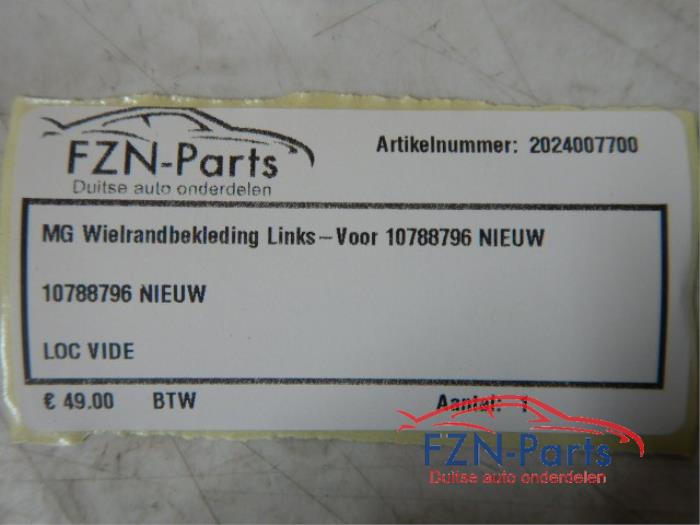 FZN-Parts
Duitse auto onderdelen
Artikelnummer: 2024007700
MG Wielrandbekleding Links-Voor 10788796 NIEUW
10788796 NIEUW
LOC VIDE
€ 49.00 BTW Aantal: 1
FZN-Parts
Duitse auto onderdelen